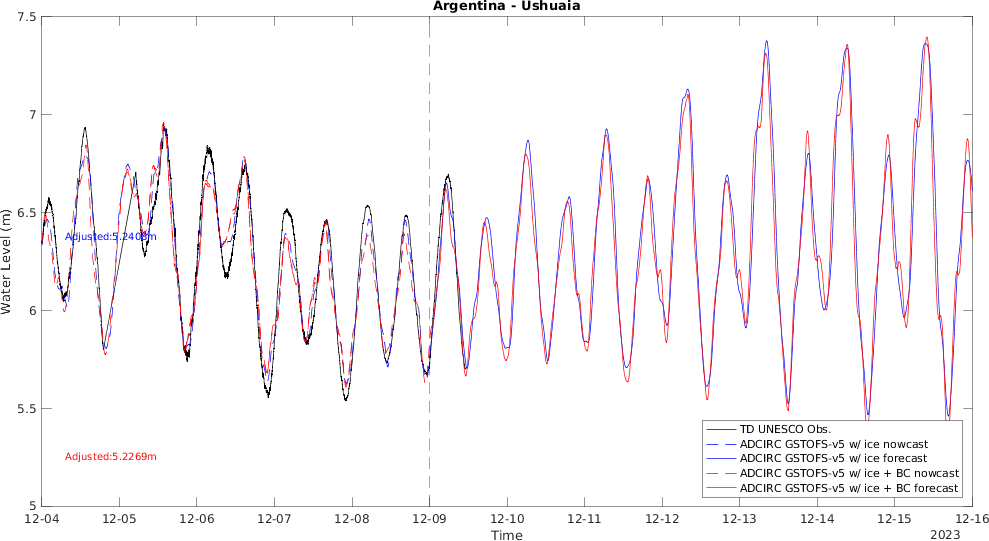 Argentina - Ushuaia
7.5
7
6.5
6
5.5
5
Water Level (m)
Adjusted:5.2408m
Adjusted:5.2269m
TD UNESCO Obs.
ADCIRC GSTOFS-v5 w/ ice nowcast
ADCIRC GSTOFS-v5 w/ ice forecast
ADCIRC GSTOFS-v5 w/ ice + BC nowcast
ADCIRC GSTOFS-v5 w/ ice + BC forecast
12-04 12-05 12-06 12-07 12-08 12-09 12-10 12-11 12-12 12-13 12-14 12-15 12-16
Time
2023